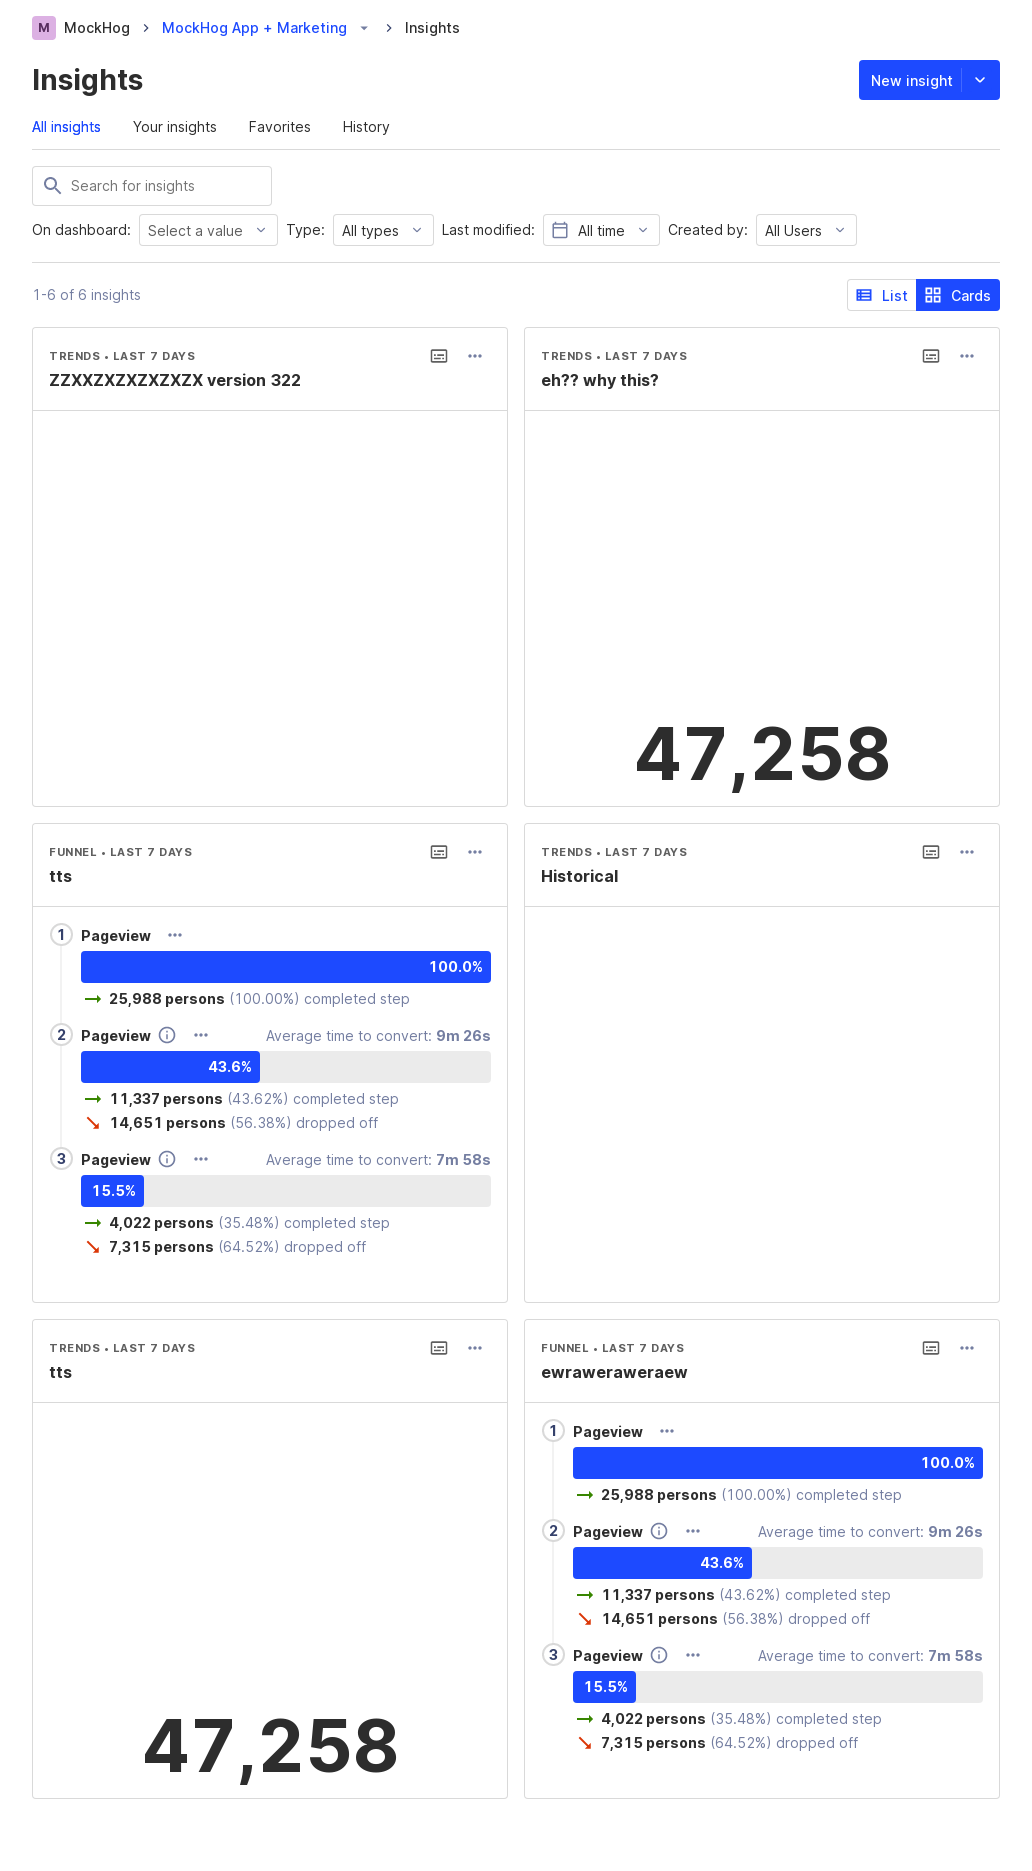 M MockHog MockHog App + Marketing Insights
Insights
New insight
All insights Your insights Favorites History
Search for insights
On dashboard: Select a value Type: All types Last modified: All time Created by: All Users
1-6 of 6 insights
List Cards
TRENDS • LAST 7 DAYS
ZZXXZXZXZXZXZX version 322
TRENDS • LAST 7 DAYS
eh?? why this?
47,258
FUNNEL • LAST 7 DAYS
tts
1 Pageview
100.0%
25,988 persons (100.00%) completed step
2 Pageview Average time to convert: 9m 26s
43.6%
11,337 persons (43.62%) completed step
14,651 persons (56.38%) dropped off
3 Pageview Average time to convert: 7m 58s
15.5%
4,022 persons (35.48%) completed step
7,315 persons (64.52%) dropped off
TRENDS • LAST 7 DAYS
Historical
TRENDS • LAST 7 DAYS
tts
47,258
FUNNEL • LAST 7 DAYS
ewraweraweraew
1 Pageview
100.0%
25,988 persons (100.00%) completed step
2 Pageview Average time to convert: 9m 26s
43.6%
11,337 persons (43.62%) completed step
14,651 persons (56.38%) dropped off
3 Pageview Average time to convert: 7m 58s
15.5%
4,022 persons (35.48%) completed step
7,315 persons (64.52%) dropped off